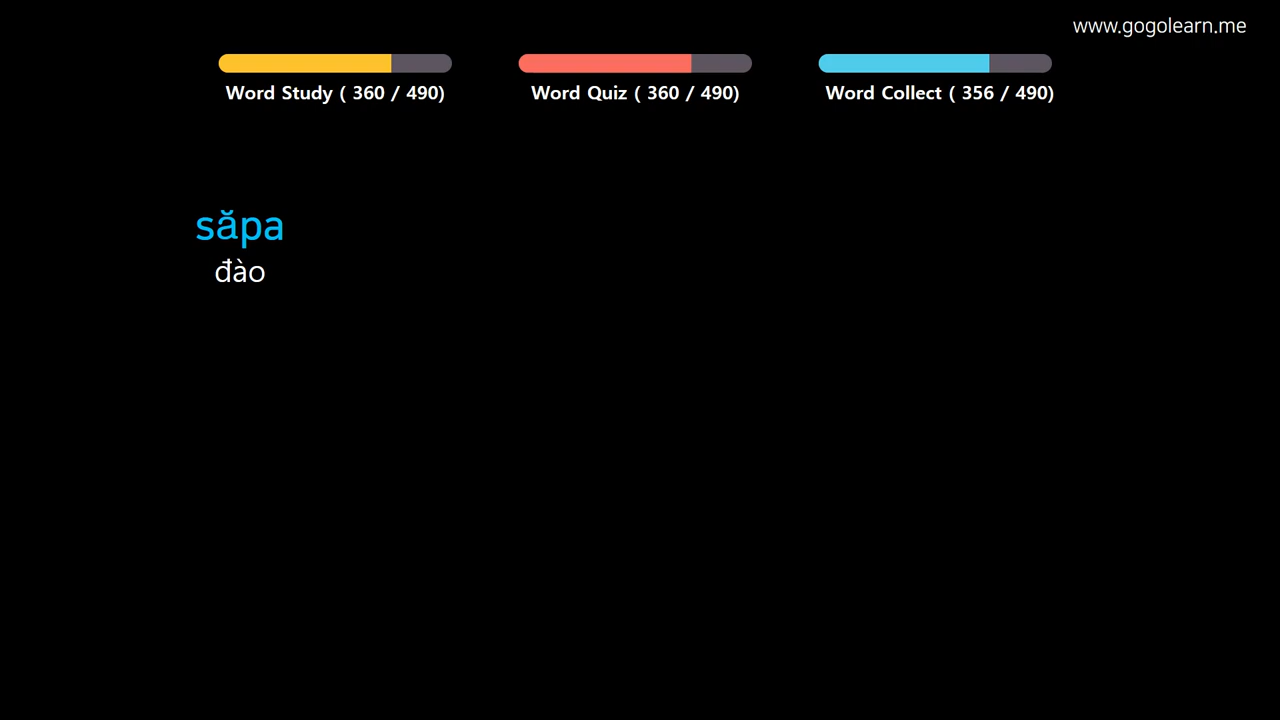 www.gogolearn.me
Word Study ( 360 / 490)
Word Quiz ( 360 / 490)
Word Collect ( 356 / 490)
săpa
đào